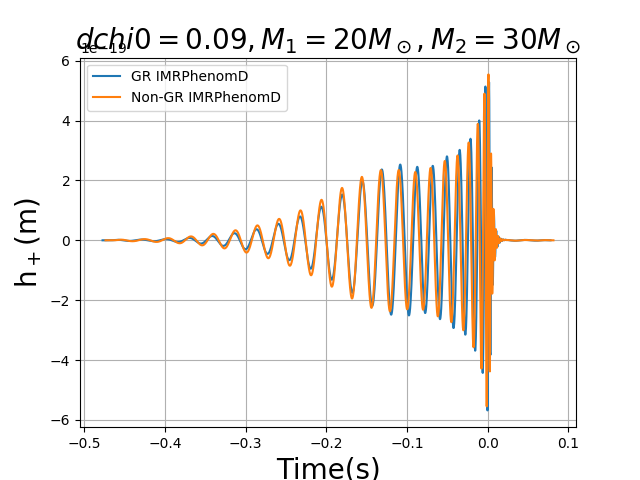 dchi0 = 0.09, M₁ = 20M⊙, M₂ = 30M⊙
GR IMRPhenomD
Non-GR IMRPhenomD
6
4
2
0
−2
−4
−6
h₊(m)
−0.5 −0.4 −0.3 −0.2 −0.1 0.0 0.1
Time(s)